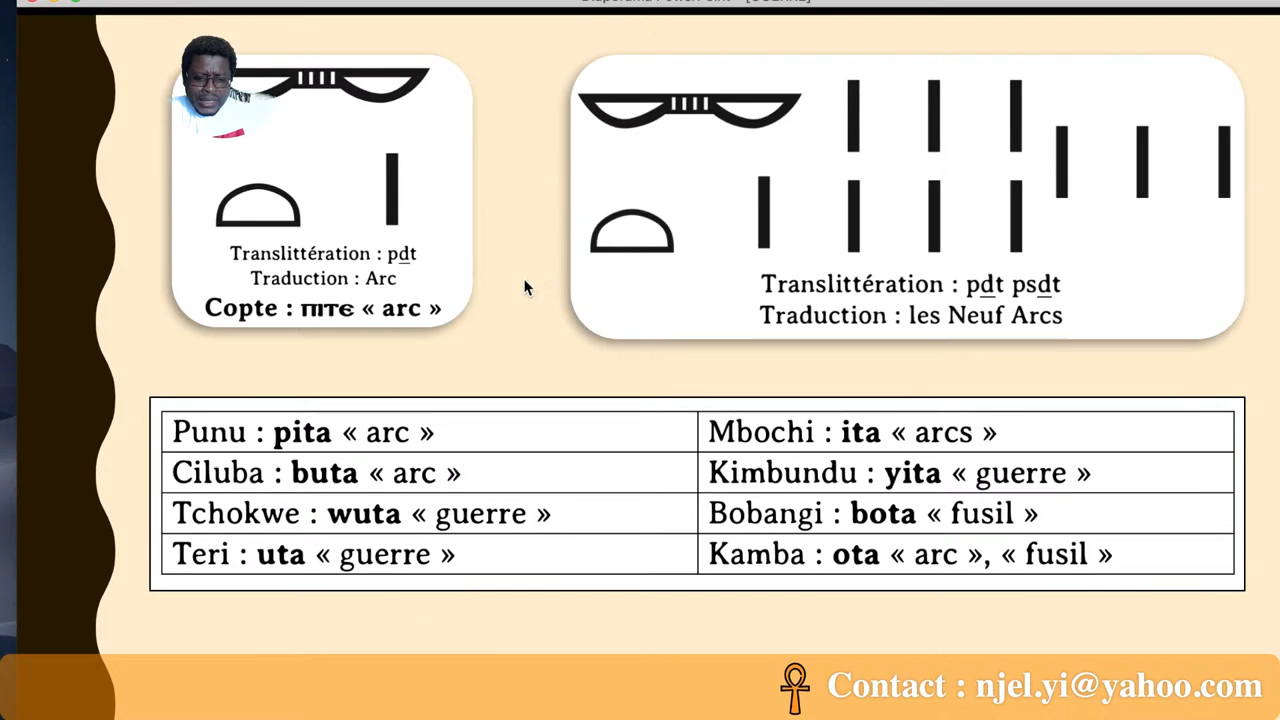 Translittération : pḏt
Traduction : Arc
Copte : ⲡⲓⲧⲉ « arc »
Translittération : pḏt psḏt
Traduction : les Neuf Arcs
Punu : pita « arc »
Mbochi : ita « arcs »
Ciluba : buta « arc »
Kimbundu : yita « guerre »
Tchokwe : wuta « guerre »
Bobangi : bota « fusil »
Teri : uta « guerre »
Kamba : ota « arc », « fusil »
Contact : njel.yi@yahoo.com